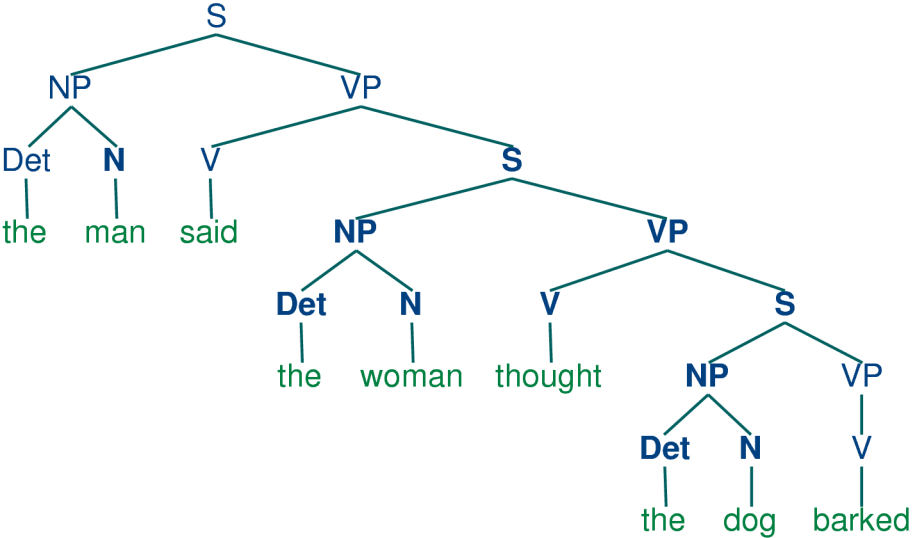 S
NP VP
Det N V S
the man said NP VP
Det N V S
the woman thought NP VP
Det N V
the dog barked